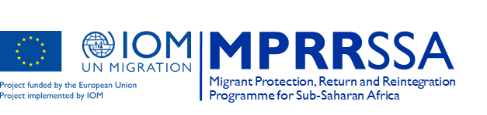 IOM
UN MIGRATION
Project funded by the European Union
Project implemented by IOM
MPRRSSA
Migrant Protection, Return and Reintegration
Programme for Sub-Saharan Africa